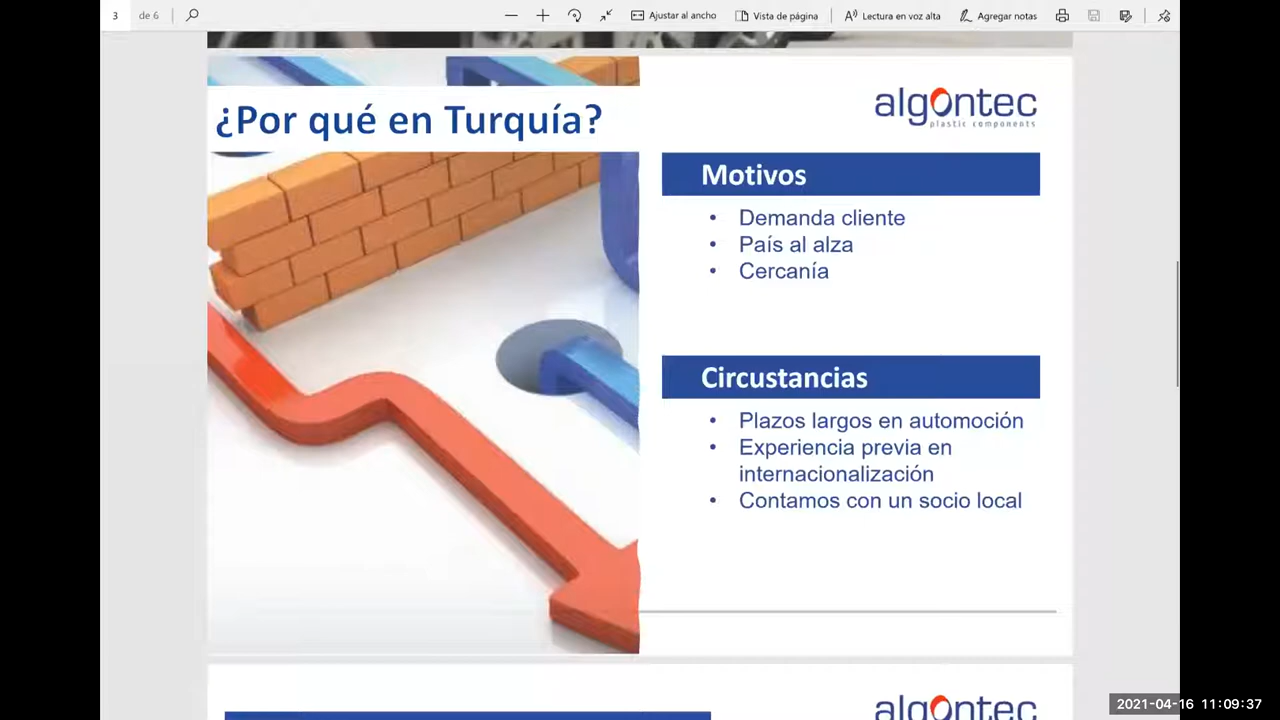 3 de 6
Ajustar al ancho
Vista de página
Lectura en voz alta
Agregar notas
¿Por qué en Turquía?
algontec
plastic components
Motivos
• Demanda cliente
• País al alza
• Cercanía
Circustancias
• Plazos largos en automoción
• Experiencia previa en
internacionalización
• Contamos con un socio local
algontec
2021-04-16 11:09:37